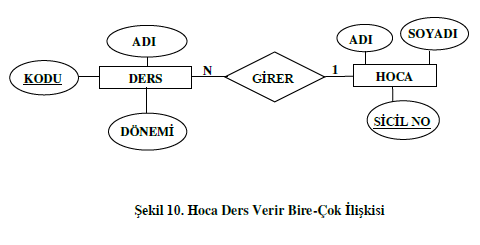 ADI
ADI
SOYADI
KODU
DERS
N
GİRER
1
HOCA
DÖNEMİ
SİCİL NO
Şekil 10. Hoca Ders Verir Bire-Çok İlişkisi